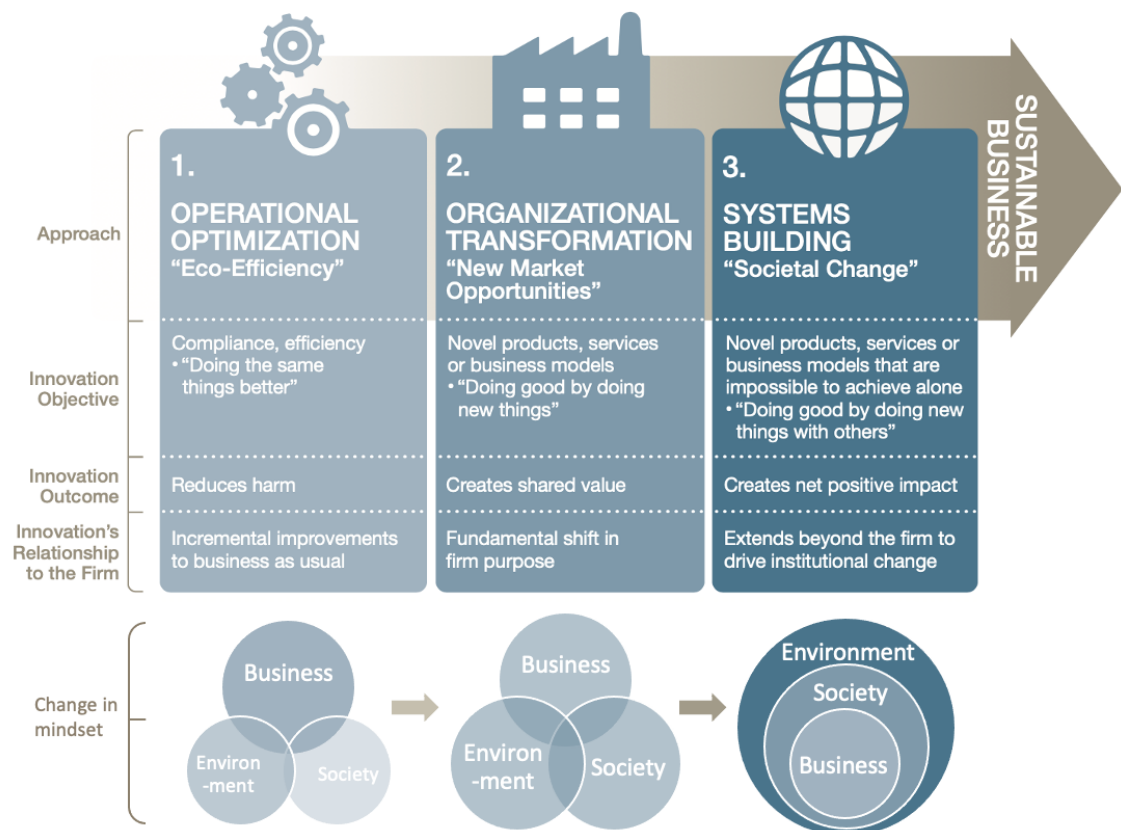 SUSTAINABLE
BUSINESS
Approach
1.
OPERATIONAL
OPTIMIZATION
“Eco-Efficiency”
2.
ORGANIZATIONAL
TRANSFORMATION
“New Market
Opportunities”
3.
SYSTEMS
BUILDING
“Societal Change”
Innovation
Objective
Compliance, efficiency
• “Doing the same
things better”
Novel products, services
or business models
• “Doing good by doing
new things”
Novel products, services or
business models that are
impossible to achieve alone
• “Doing good by doing new
things with others”
Innovation
Outcome
Reduces harm
Creates shared value
Creates net positive impact
Innovation’s
Relationship
to the Firm
Incremental improvements
to business as usual
Fundamental shift in
firm purpose
Extends beyond the firm to
drive institutional change
Change in
mindset
Business
Environ
-ment
Society
Business
Environ
-ment
Society
Environment
Society
Business